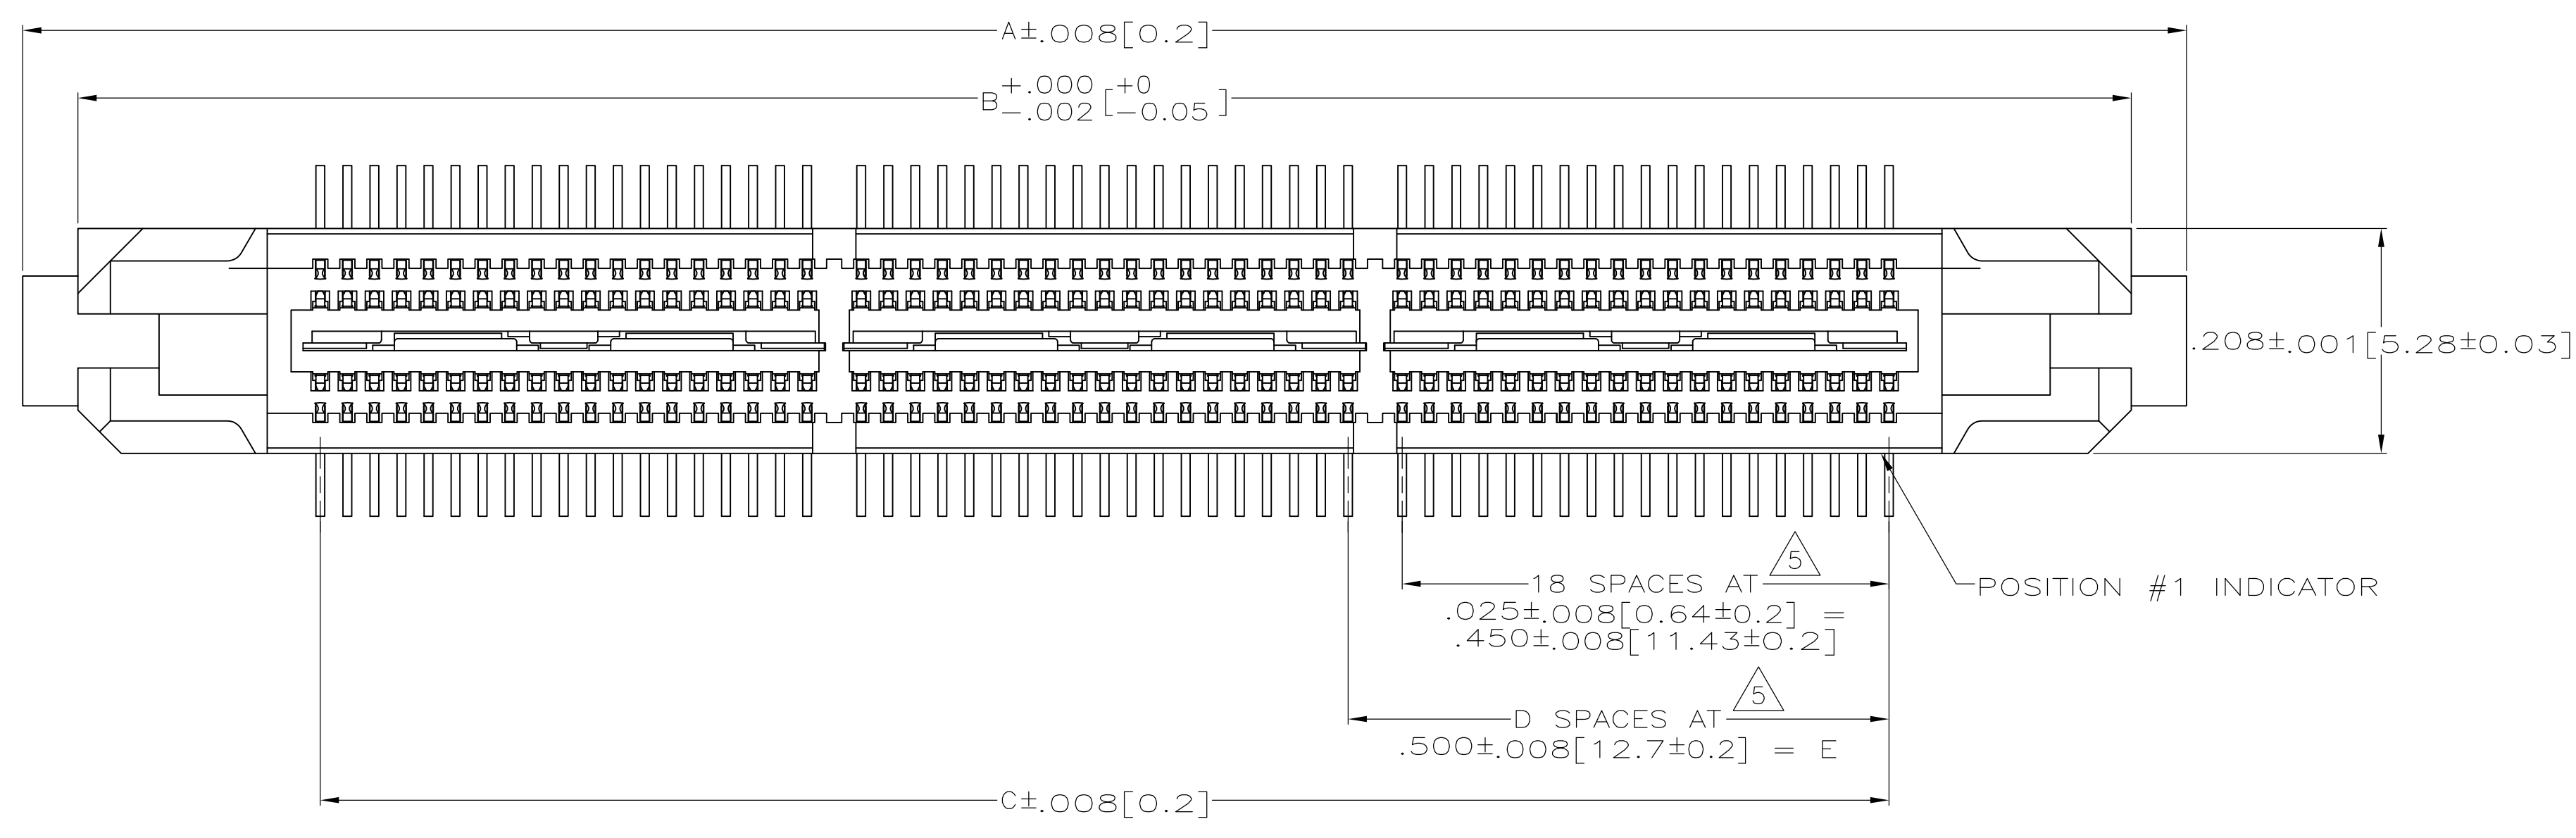 A±.008[0.2]
B +.000 -.002 [ +0 -0.05 ]
.208±.001[5.28±0.03]
5
18 SPACES AT
.025±.008[0.64±0.2] =
.450±.008[11.43±0.2]
POSITION #1 INDICATOR
5
D SPACES AT
.500±.008[12.7±0.2] = E
C±.008[0.2]